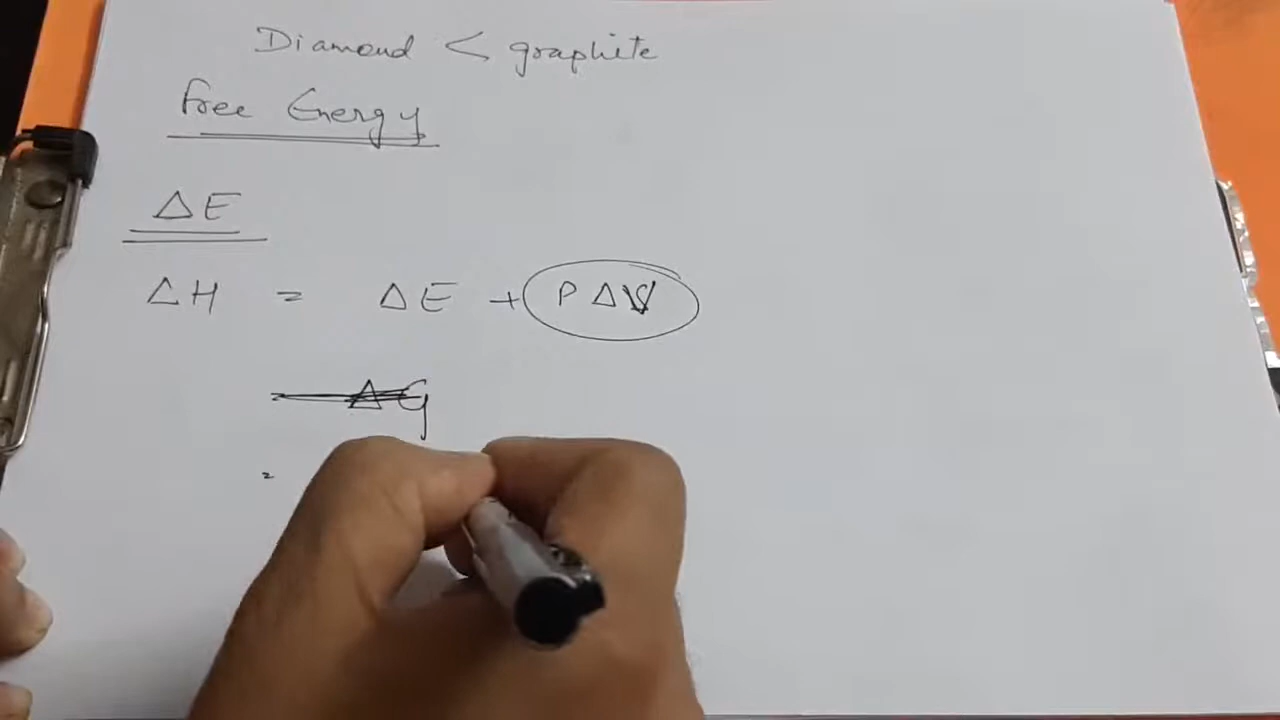 Diamond < graphite
Free Energy
ΔE
ΔH = ΔE + PΔV
ΔG
=